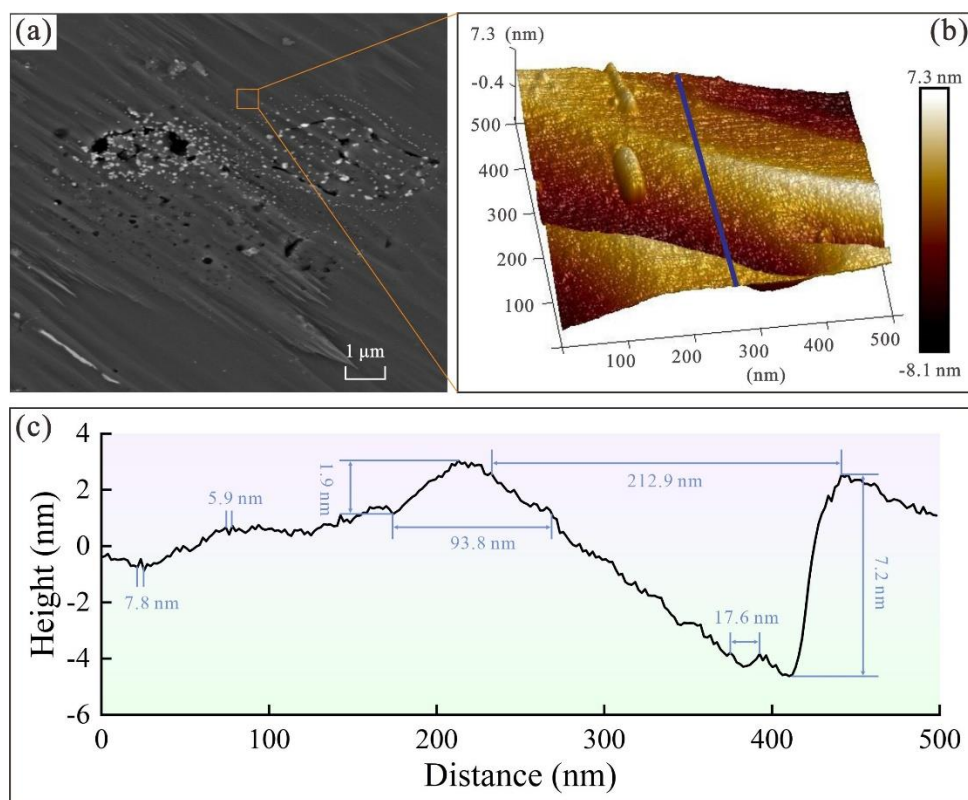 (a)
1 µm
(b)
7.3 (nm)
-0.4
500
400
300
200
100
100
200
300
400
500
(nm)
7.3 nm
-8.1 nm
(c)
4
2
0
-2
-4
-6
Height (nm)
5.9 nm
7.8 nm
1.9 nm
93.8 nm
212.9 nm
17.6 nm
7.2 nm
0
100
200
300
400
500
Distance (nm)